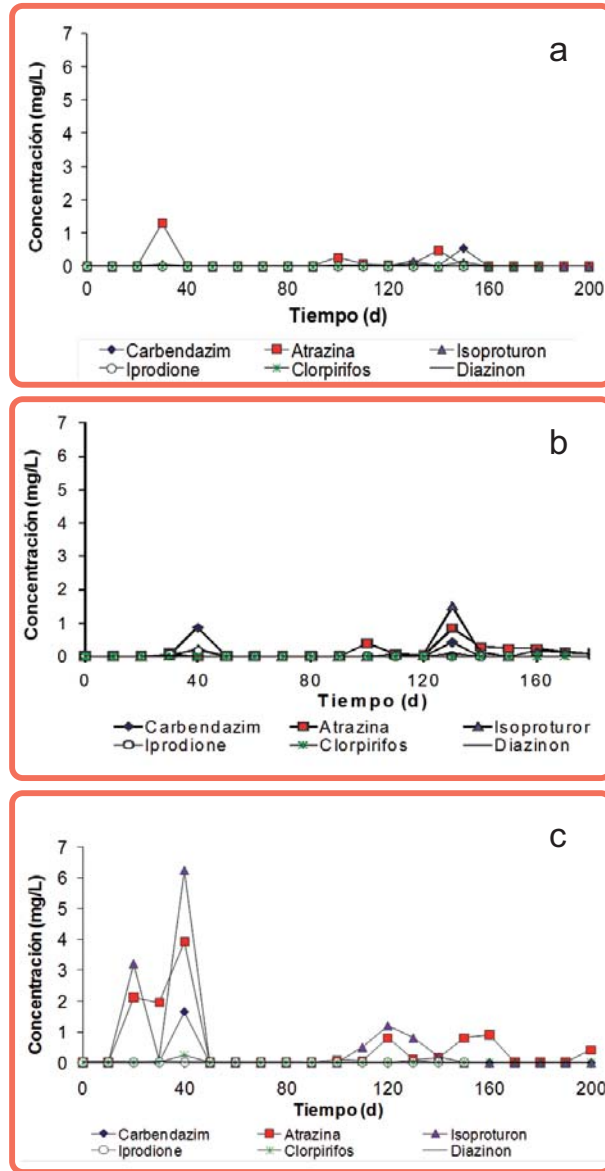 a
7
6
5
4
3
2
1
0
Concentración (mg/L)
0 40 80 120 160 200
Tiempo (d)
Carbendazim Atrazina Isoproturon
Iprodione Clorpirifos Diazinon
b
7
6
5
4
3
2
1
0
Concentración (mg/L)
0 40 80 120 160
Tiempo (d)
Carbendazim Atrazina Isoproturor
Iprodione Clorpirifos Diazinon
c
7
6
5
4
3
2
1
0
Concentración (mg/L)
0 40 80 120 160 200
Tiempo (d)
Carbendazim Atrazina Isoproturon
Iprodione Clorpirifos Diazinon